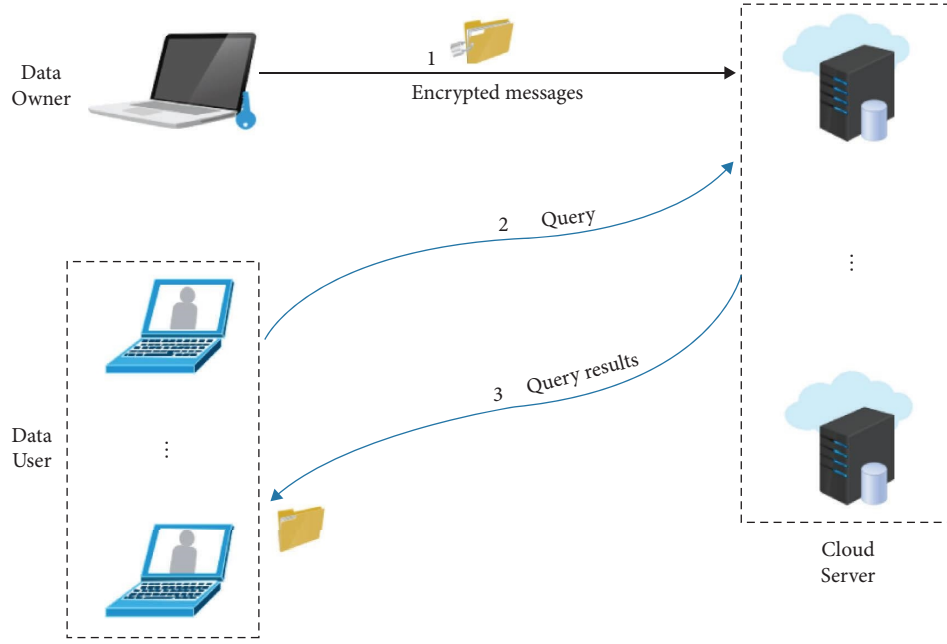 Data
Owner
1
Encrypted messages
2 Query
⋮
3 Query results
Data
User
⋮
Cloud
Server